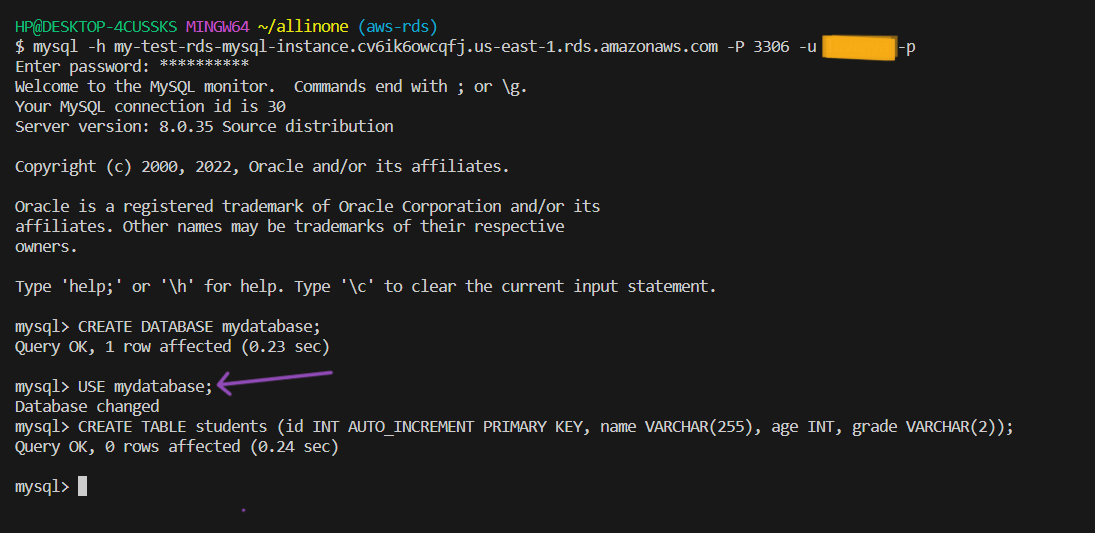 HP@DESKTOP-4CUSSKS MINGW64 ~/allinone (aws-rds)
$ mysql -h my-test-rds-mysql-instance.cv6ik6owcqfj.us-east-1.rds.amazonaws.com -P 3306 -u -p
Enter password: **********
Welcome to the MySQL monitor.  Commands end with ; or \g.
Your MySQL connection id is 30
Server version: 8.0.35 Source distribution
Copyright (c) 2000, 2022, Oracle and/or its affiliates.
Oracle is a registered trademark of Oracle Corporation and/or its
affiliates. Other names may be trademarks of their respective
owners.
Type 'help;' or '\h' for help. Type '\c' to clear the current input statement.
mysql> CREATE DATABASE mydatabase;
Query OK, 1 row affected (0.23 sec)
mysql> USE mydatabase;
Database changed
mysql> CREATE TABLE students (id INT AUTO_INCREMENT PRIMARY KEY, name VARCHAR(255), age INT, grade VARCHAR(2));
Query OK, 0 rows affected (0.24 sec)
mysql>